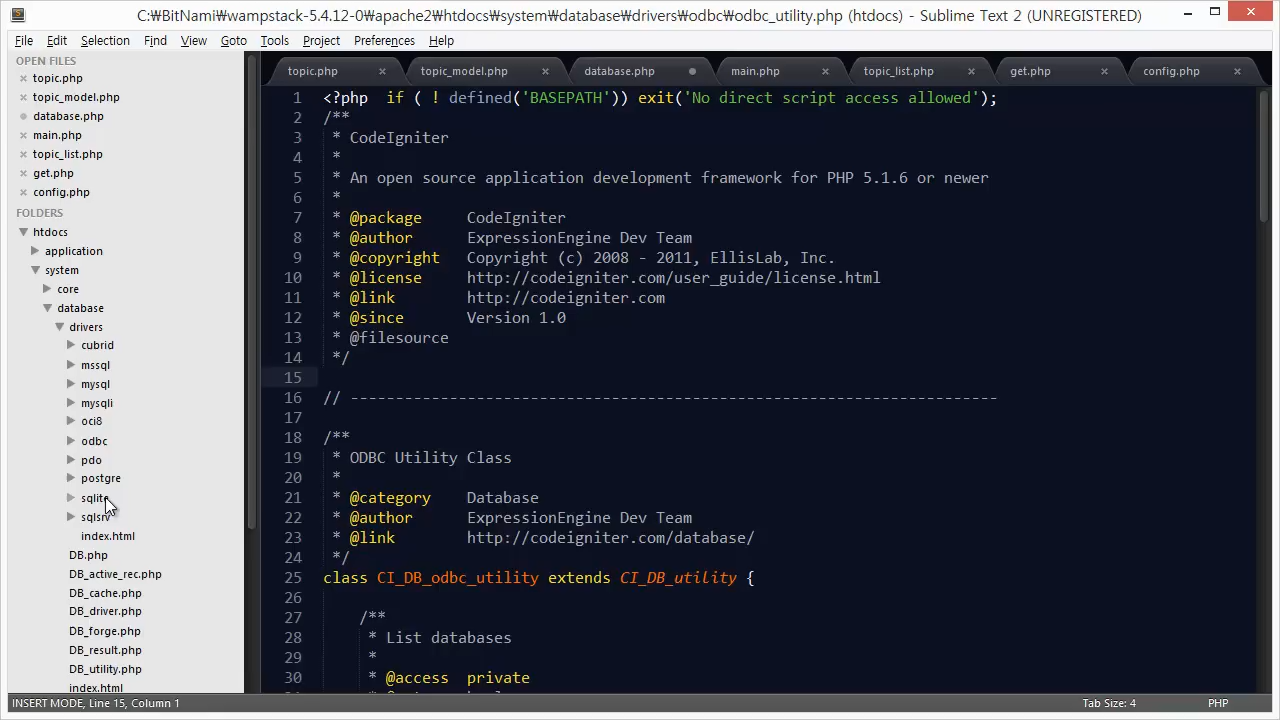 C:₩BitNami₩wampstack-5.4.12-0₩apache2₩htdocs₩system₩database₩drivers₩odbc₩odbc_utility.php (htdocs) - Sublime Text 2 (UNREGISTERED)
File Edit Selection Find View Goto Tools Project Preferences Help
OPEN FILES
topic.php
topic_model.php
database.php
main.php
topic_list.php
get.php
config.php
FOLDERS
htdocs
application
system
core
database
drivers
cubrid
mssql
mysql
mysqli
oci8
odbc
pdo
postgre
sqlite
sqlsrv
index.html
DB.php
DB_active_rec.php
DB_cache.php
DB_driver.php
DB_forge.php
DB_result.php
DB_utility.php
index.html
topic.php topic_model.php database.php main.php topic_list.php get.php config.php
1 <?php if ( ! defined('BASEPATH')) exit('No direct script access allowed');
2 /**
3 * CodeIgniter
4 *
5 * An open source application development framework for PHP 5.1.6 or newer
6 *
7 * @package CodeIgniter
8 * @author ExpressionEngine Dev Team
9 * @copyright Copyright (c) 2008 - 2011, EllisLab, Inc.
10 * @license http://codeigniter.com/user_guide/license.html
11 * @link http://codeigniter.com
12 * @since Version 1.0
13 * @filesource
14 */
15
16 // ------------------------------------------------------------------------
17
18 /**
19 * ODBC Utility Class
20 *
21 * @category Database
22 * @author ExpressionEngine Dev Team
23 * @link http://codeigniter.com/database/
24 */
25 class CI_DB_odbc_utility extends CI_DB_utility {
26
27 /**
28 * List databases
29 *
30 * @access private
INSERT MODE, Line 15, Column 1 Tab Size: 4 PHP